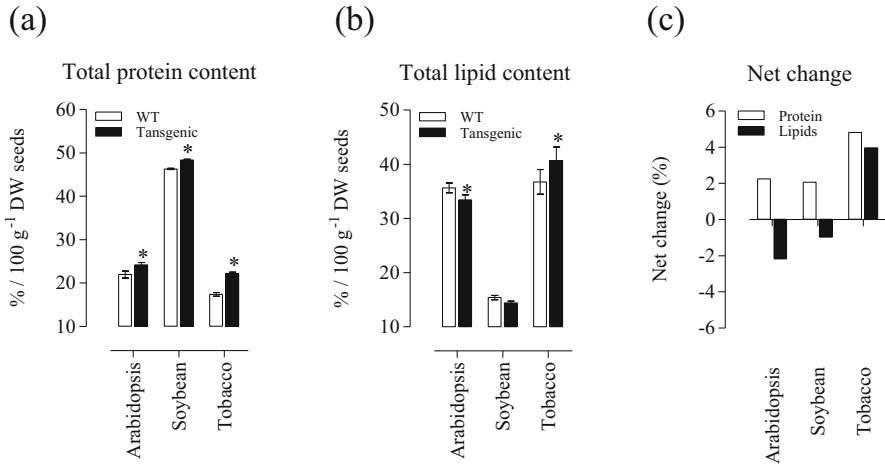 (a)
Total protein content
% / 100 g-1 DW seeds
60
50
40
30
20
10
WT
Tansgenic
*
*
*
Arabidopsis
Soybean
Tobacco
(b)
Total lipid content
% / 100 g-1 DW seeds
50
40
30
20
10
WT
Tansgenic
*
*
Arabidopsis
Soybean
Tobacco
(c)
Net change
Net change (%)
6
4
2
0
-2
-4
-6
Protein
Lipids
Arabidopsis
Soybean
Tobacco